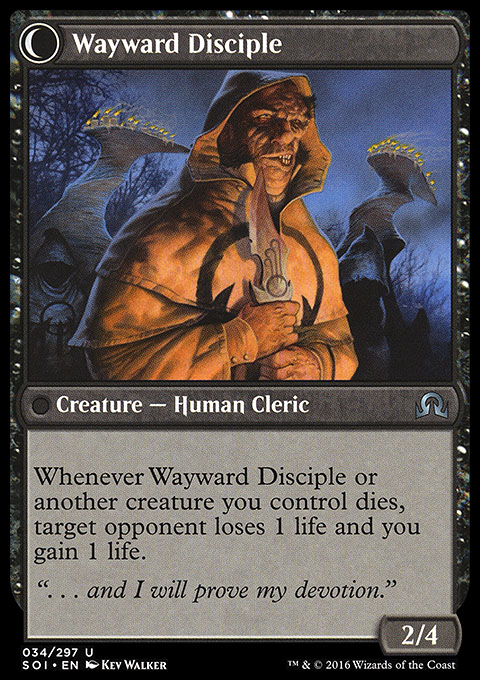 Wayward Disciple
Creature — Human Cleric
Whenever Wayward Disciple or
another creature you control dies,
target opponent loses 1 life and you
gain 1 life.
“. . . and I will prove my devotion.”
2/4
034/297 U
SOI • EN Kev Walker
™ & © 2016 Wizards of the Coast